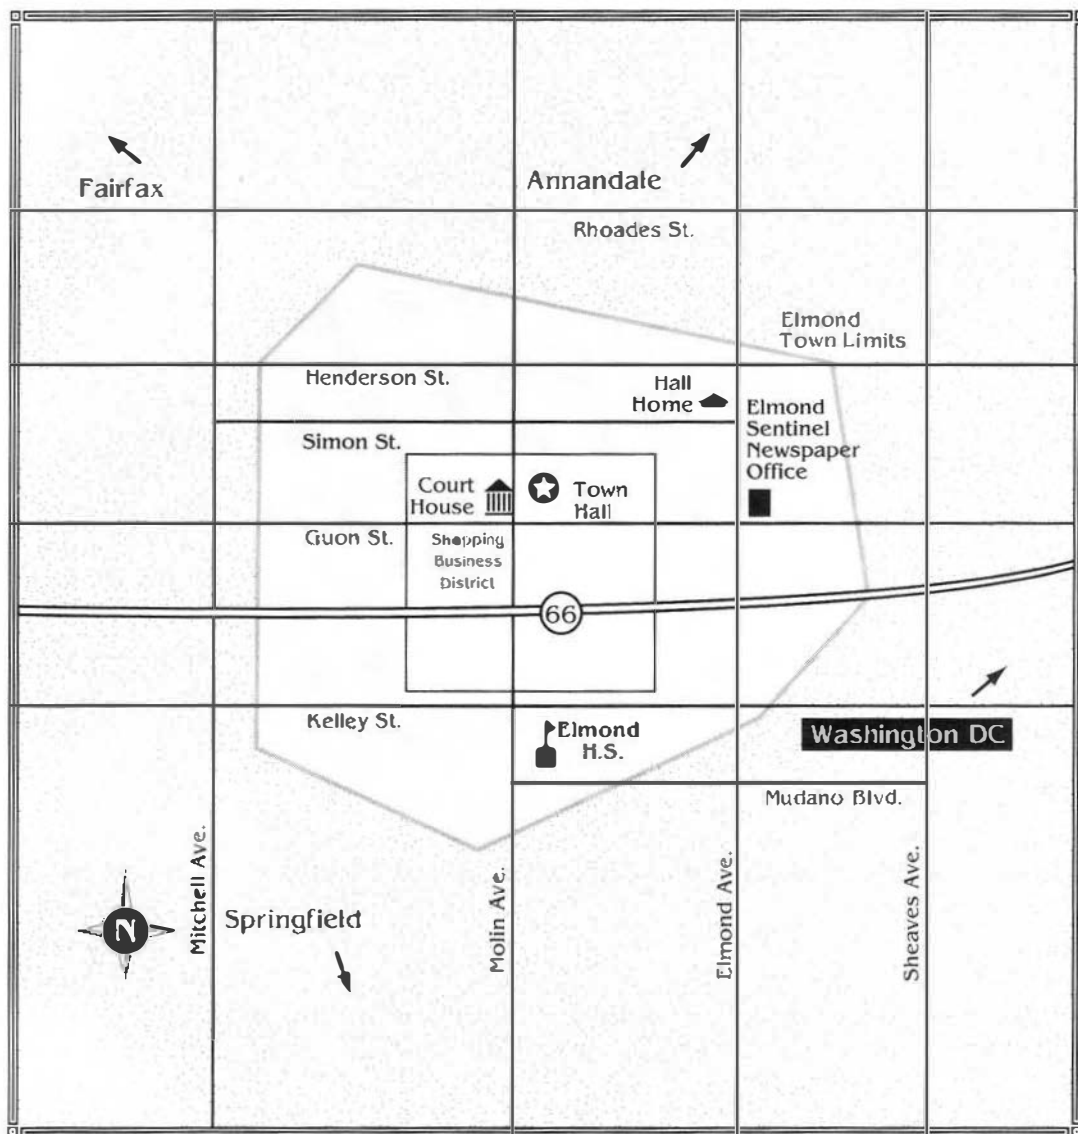 Fairfax
Annandale
Rhoades St.
Elmond
Town Limits
Henderson St.
Hall
Home
Elmond
Sentinel
Newspaper
Office
Simon St.
Court
House
Town
Hall
Guon St.
Shopping
Business
District
66
Kelley St.
Elmond
H.S.
Washington DC
Mudano Blvd.
Mitchell Ave.
Molin Ave.
Elmond Ave.
Sheaves Ave.
N
Springfield